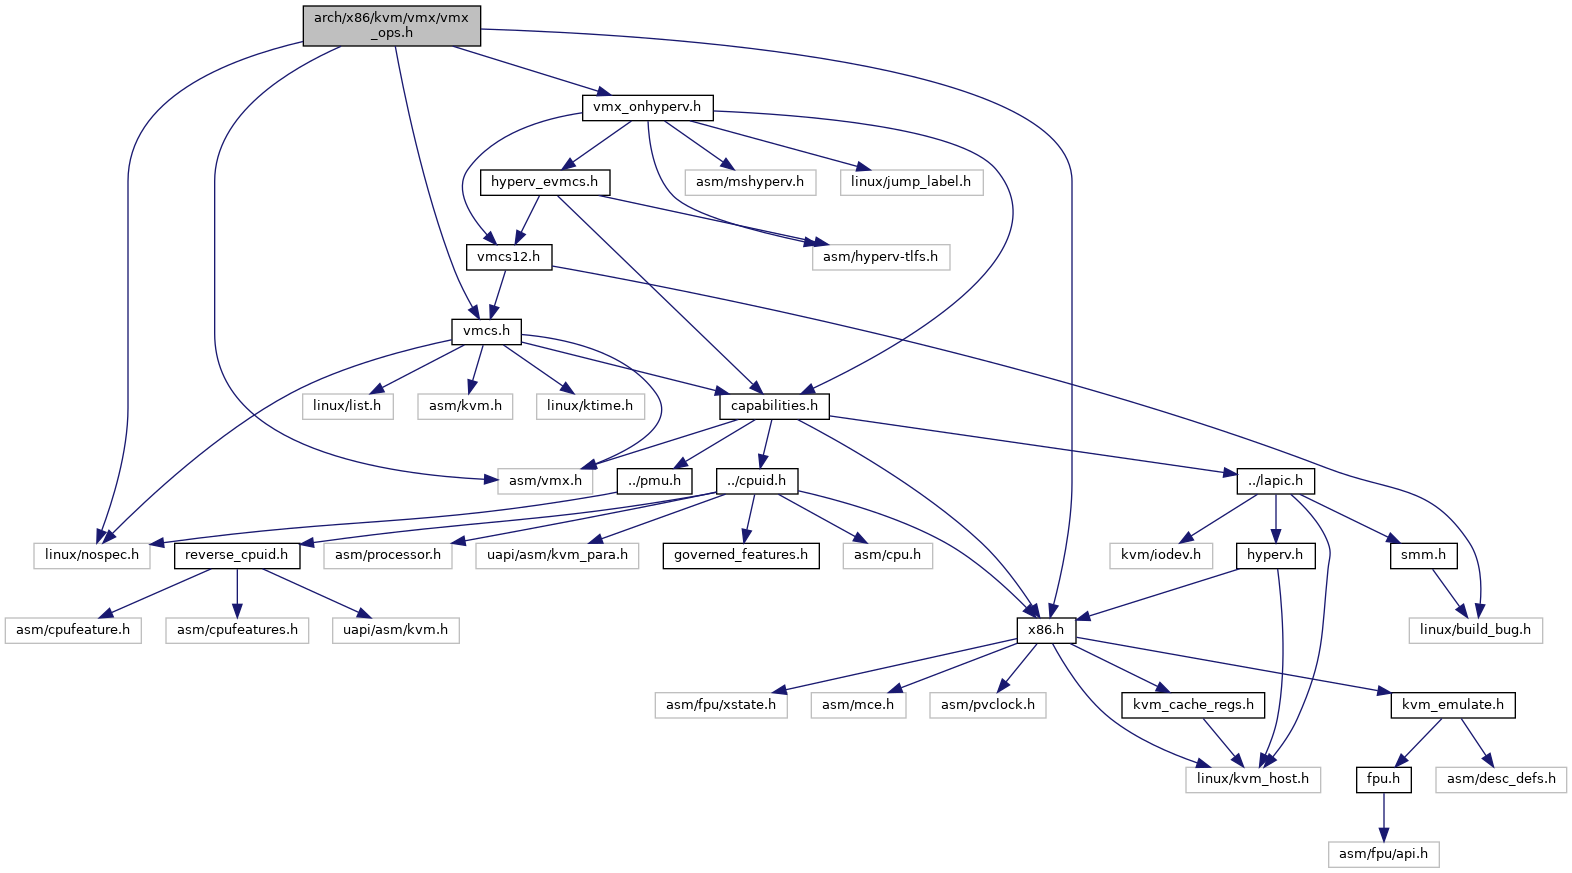 arch/x86/kvm/vmx/vmx
_ops.h
vmx_onhyperv.h
hyperv_evmcs.h
asm/mshyperv.h
linux/jump_label.h
vmcs12.h
asm/hyperv-tlfs.h
vmcs.h
linux/list.h
asm/kvm.h
linux/ktime.h
capabilities.h
asm/vmx.h
../pmu.h
../cpuid.h
../lapic.h
linux/nospec.h
reverse_cpuid.h
asm/processor.h
uapi/asm/kvm_para.h
governed_features.h
asm/cpu.h
kvm/iodev.h
hyperv.h
smm.h
asm/cpufeature.h
asm/cpufeatures.h
uapi/asm/kvm.h
x86.h
linux/build_bug.h
asm/fpu/xstate.h
asm/mce.h
asm/pvclock.h
kvm_cache_regs.h
kvm_emulate.h
linux/kvm_host.h
fpu.h
asm/desc_defs.h
asm/fpu/api.h